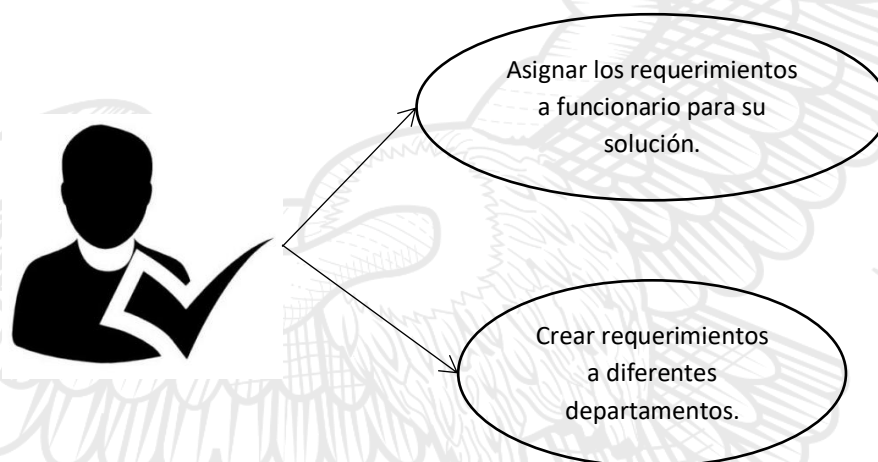 Asignar los requerimientos
a funcionario para su
solución.
Crear requerimientos
a diferentes
departamentos.